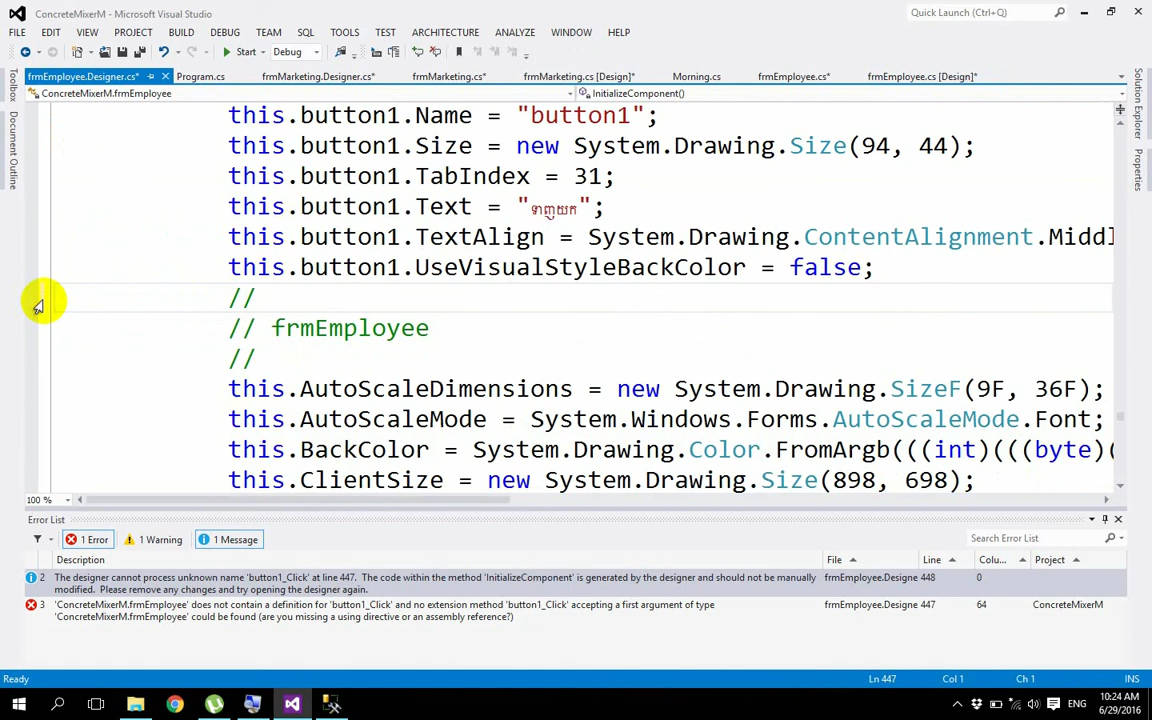 ConcreteMixerM - Microsoft Visual Studio
Quick Launch (Ctrl+Q)
FILE EDIT VIEW PROJECT BUILD DEBUG TEAM SQL TOOLS TEST ARCHITECTURE ANALYZE WINDOW HELP
Start Debug
frmEmployee.Designer.cs* Program.cs frmMarketing.Designer.cs* frmMarketing.cs* frmMarketing.cs [Design]* Morning.cs frmEmployee.cs* frmEmployee.cs [Design]*
ConcreteMixerM.frmEmployee InitializeComponent()
Toolbox
Document Outline
Solution Explorer
Properties
this.button1.Name = "button1";
this.button1.Size = new System.Drawing.Size(94, 44);
this.button1.TabIndex = 31;
this.button1.Text = "ទាញយក";
this.button1.TextAlign = System.Drawing.ContentAlignment.Middl
this.button1.UseVisualStyleBackColor = false;
//
// frmEmployee
//
this.AutoScaleDimensions = new System.Drawing.SizeF(9F, 36F);
this.AutoScaleMode = System.Windows.Forms.AutoScaleMode.Font;
this.BackColor = System.Drawing.Color.FromArgb(((int)(((byte)(
this.ClientSize = new System.Drawing.Size(898, 698);
100 %
Error List
1 Error 1 Warning 1 Message Search Error List
Description File Line Colu... Project
2 The designer cannot process unknown name 'button1_Click' at line 447. The code within the method 'InitializeComponent' is generated by the designer and should not be manually frmEmployee.Designe 448 0
modified. Please remove any changes and try opening the designer again.
3 'ConcreteMixerM.frmEmployee' does not contain a definition for 'button1_Click' and no extension method 'button1_Click' accepting a first argument of type frmEmployee.Designe 447 64 ConcreteMixerM
'ConcreteMixerM.frmEmployee' could be found (are you missing a using directive or an assembly reference?)
Ready Ln 447 Col 1 Ch 1 INS
ENG
10:24 AM
6/29/2016